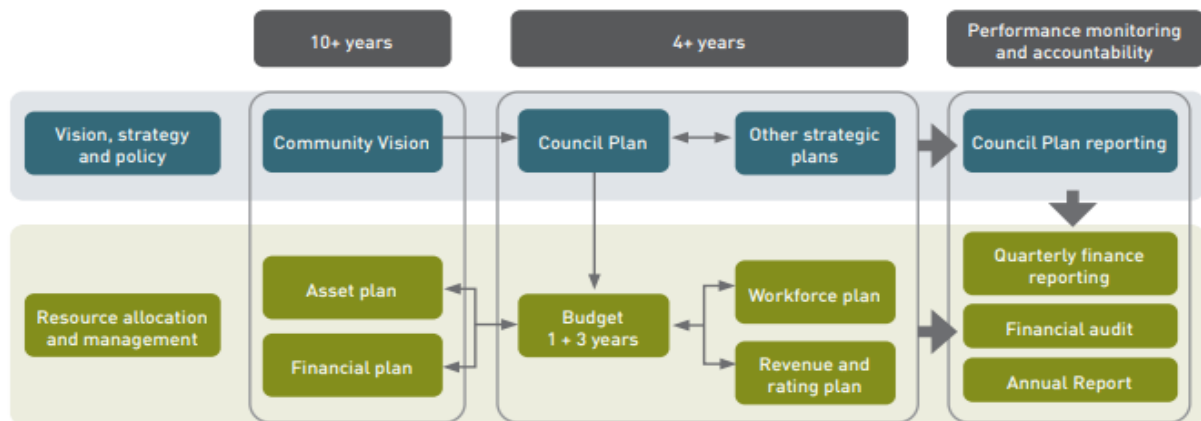 10+ years
4+ years
Performance monitoring
and accountability
Vision, strategy
and policy
Community Vision
Council Plan
Other strategic
plans
Council Plan reporting
Resource allocation
and management
Asset plan
Financial plan
Budget
1 + 3 years
Workforce plan
Revenue and
rating plan
Quarterly finance
reporting
Financial audit
Annual Report